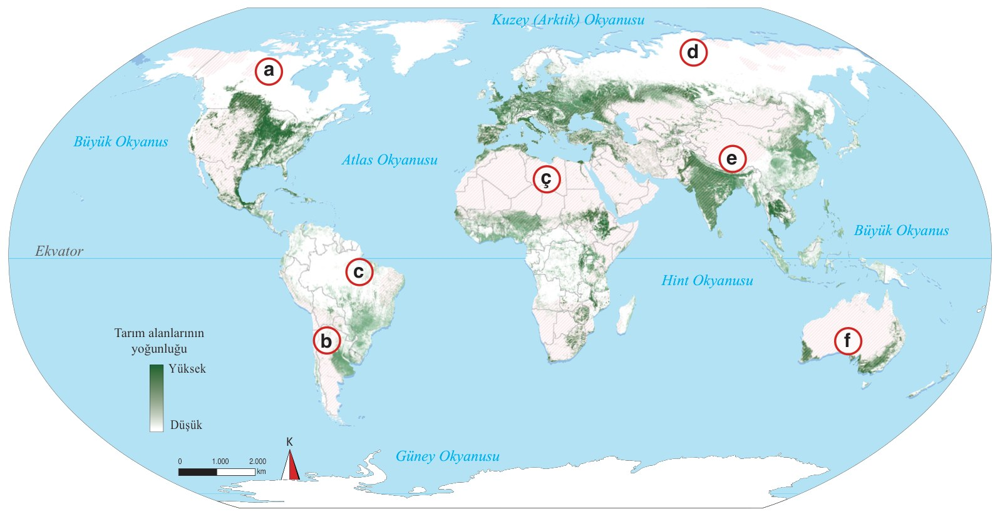 Kuzey (Arktik) Okyanusu
d
a
Büyük Okyanus
Atlas Okyanusu
e
ç
Büyük Okyanus
Ekvator
c
Hint Okyanusu
Tarım alanlarının
yoğunluğu
b
f
Yüksek
Düşük
K
Güney Okyanusu
0 1.000 2.000
km